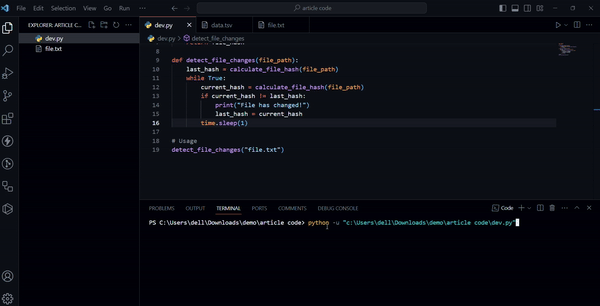 File Edit Selection View Go Run ...
article code
EXPLORER: ARTICLE C...
dev.py
file.txt
dev.py data.tsv file.txt
dev.py > detect_file_changes
8
9 def detect_file_changes(file_path):
10 last_hash = calculate_file_hash(file_path)
11 while True:
12 current_hash = calculate_file_hash(file_path)
13 if current_hash != last_hash:
14 print("File has changed!")
15 last_hash = current_hash
16 time.sleep(1)
17
18 # Usage
19 detect_file_changes("file.txt")
PROBLEMS OUTPUT TERMINAL PORTS COMMENTS DEBUG CONSOLE
Code
PS C:\Users\dell\Downloads\demo\article code> python -u "c:\Users\dell\Downloads\demo\article code\dev.py"